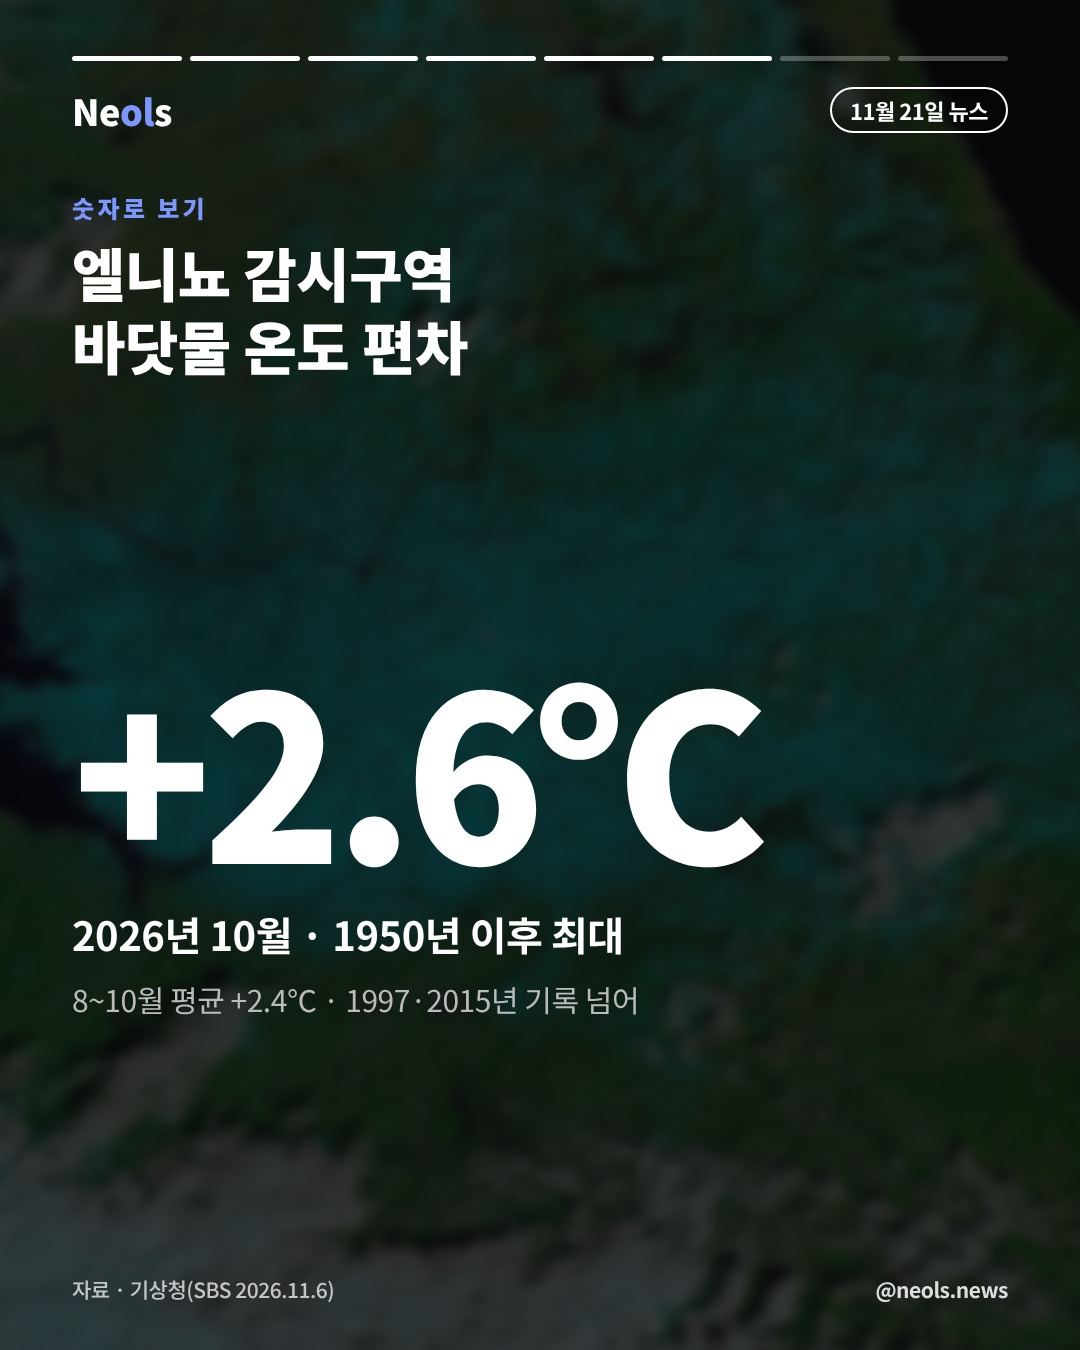 Neols
11월 21일 뉴스
숫자로 보기
엘니뇨 감시구역
바닷물 온도 편차
+2.6°C
2026년 10월 · 1950년 이후 최대
8~10월 평균 +2.4°C · 1997·2015년 기록 넘어
자료 · 기상청(SBS 2026.11.6)
@neols.news